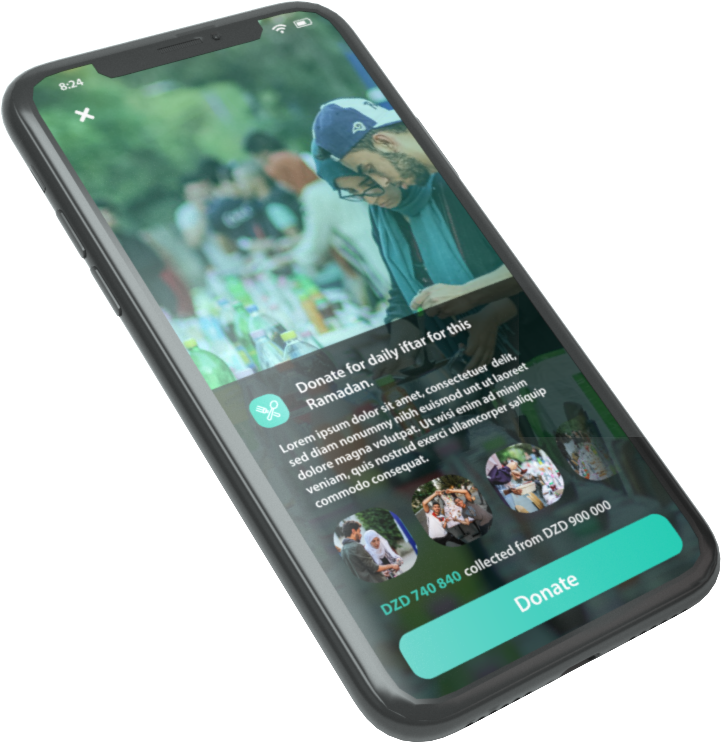 8:24
Donate for daily iftar for this
Ramadan.
Lorem ipsum dolor sit amet, consectetuer delit,
sed diam nonummy nibh euismod unt ut laoreet
dolore magna volutpat. Ut wisi enim ad minim
veniam, quis nostrud exerci ullamcorper saliquip
commodo consequat.
DZD 740 840 collected from DZD 900 000
Donate